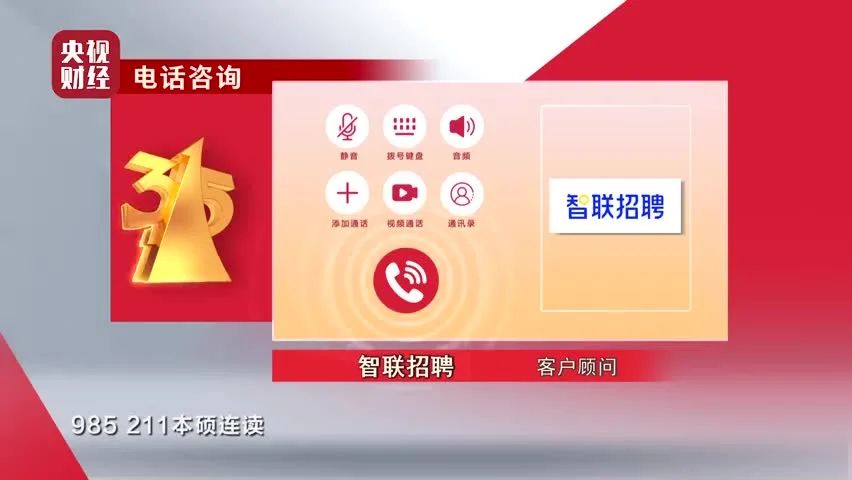 央视
财经
电话咨询
315
静音
拨号键盘
音频
添加通话
视频通话
通讯录
智联招聘
智联招聘
客户顾问
985 211本硕连读